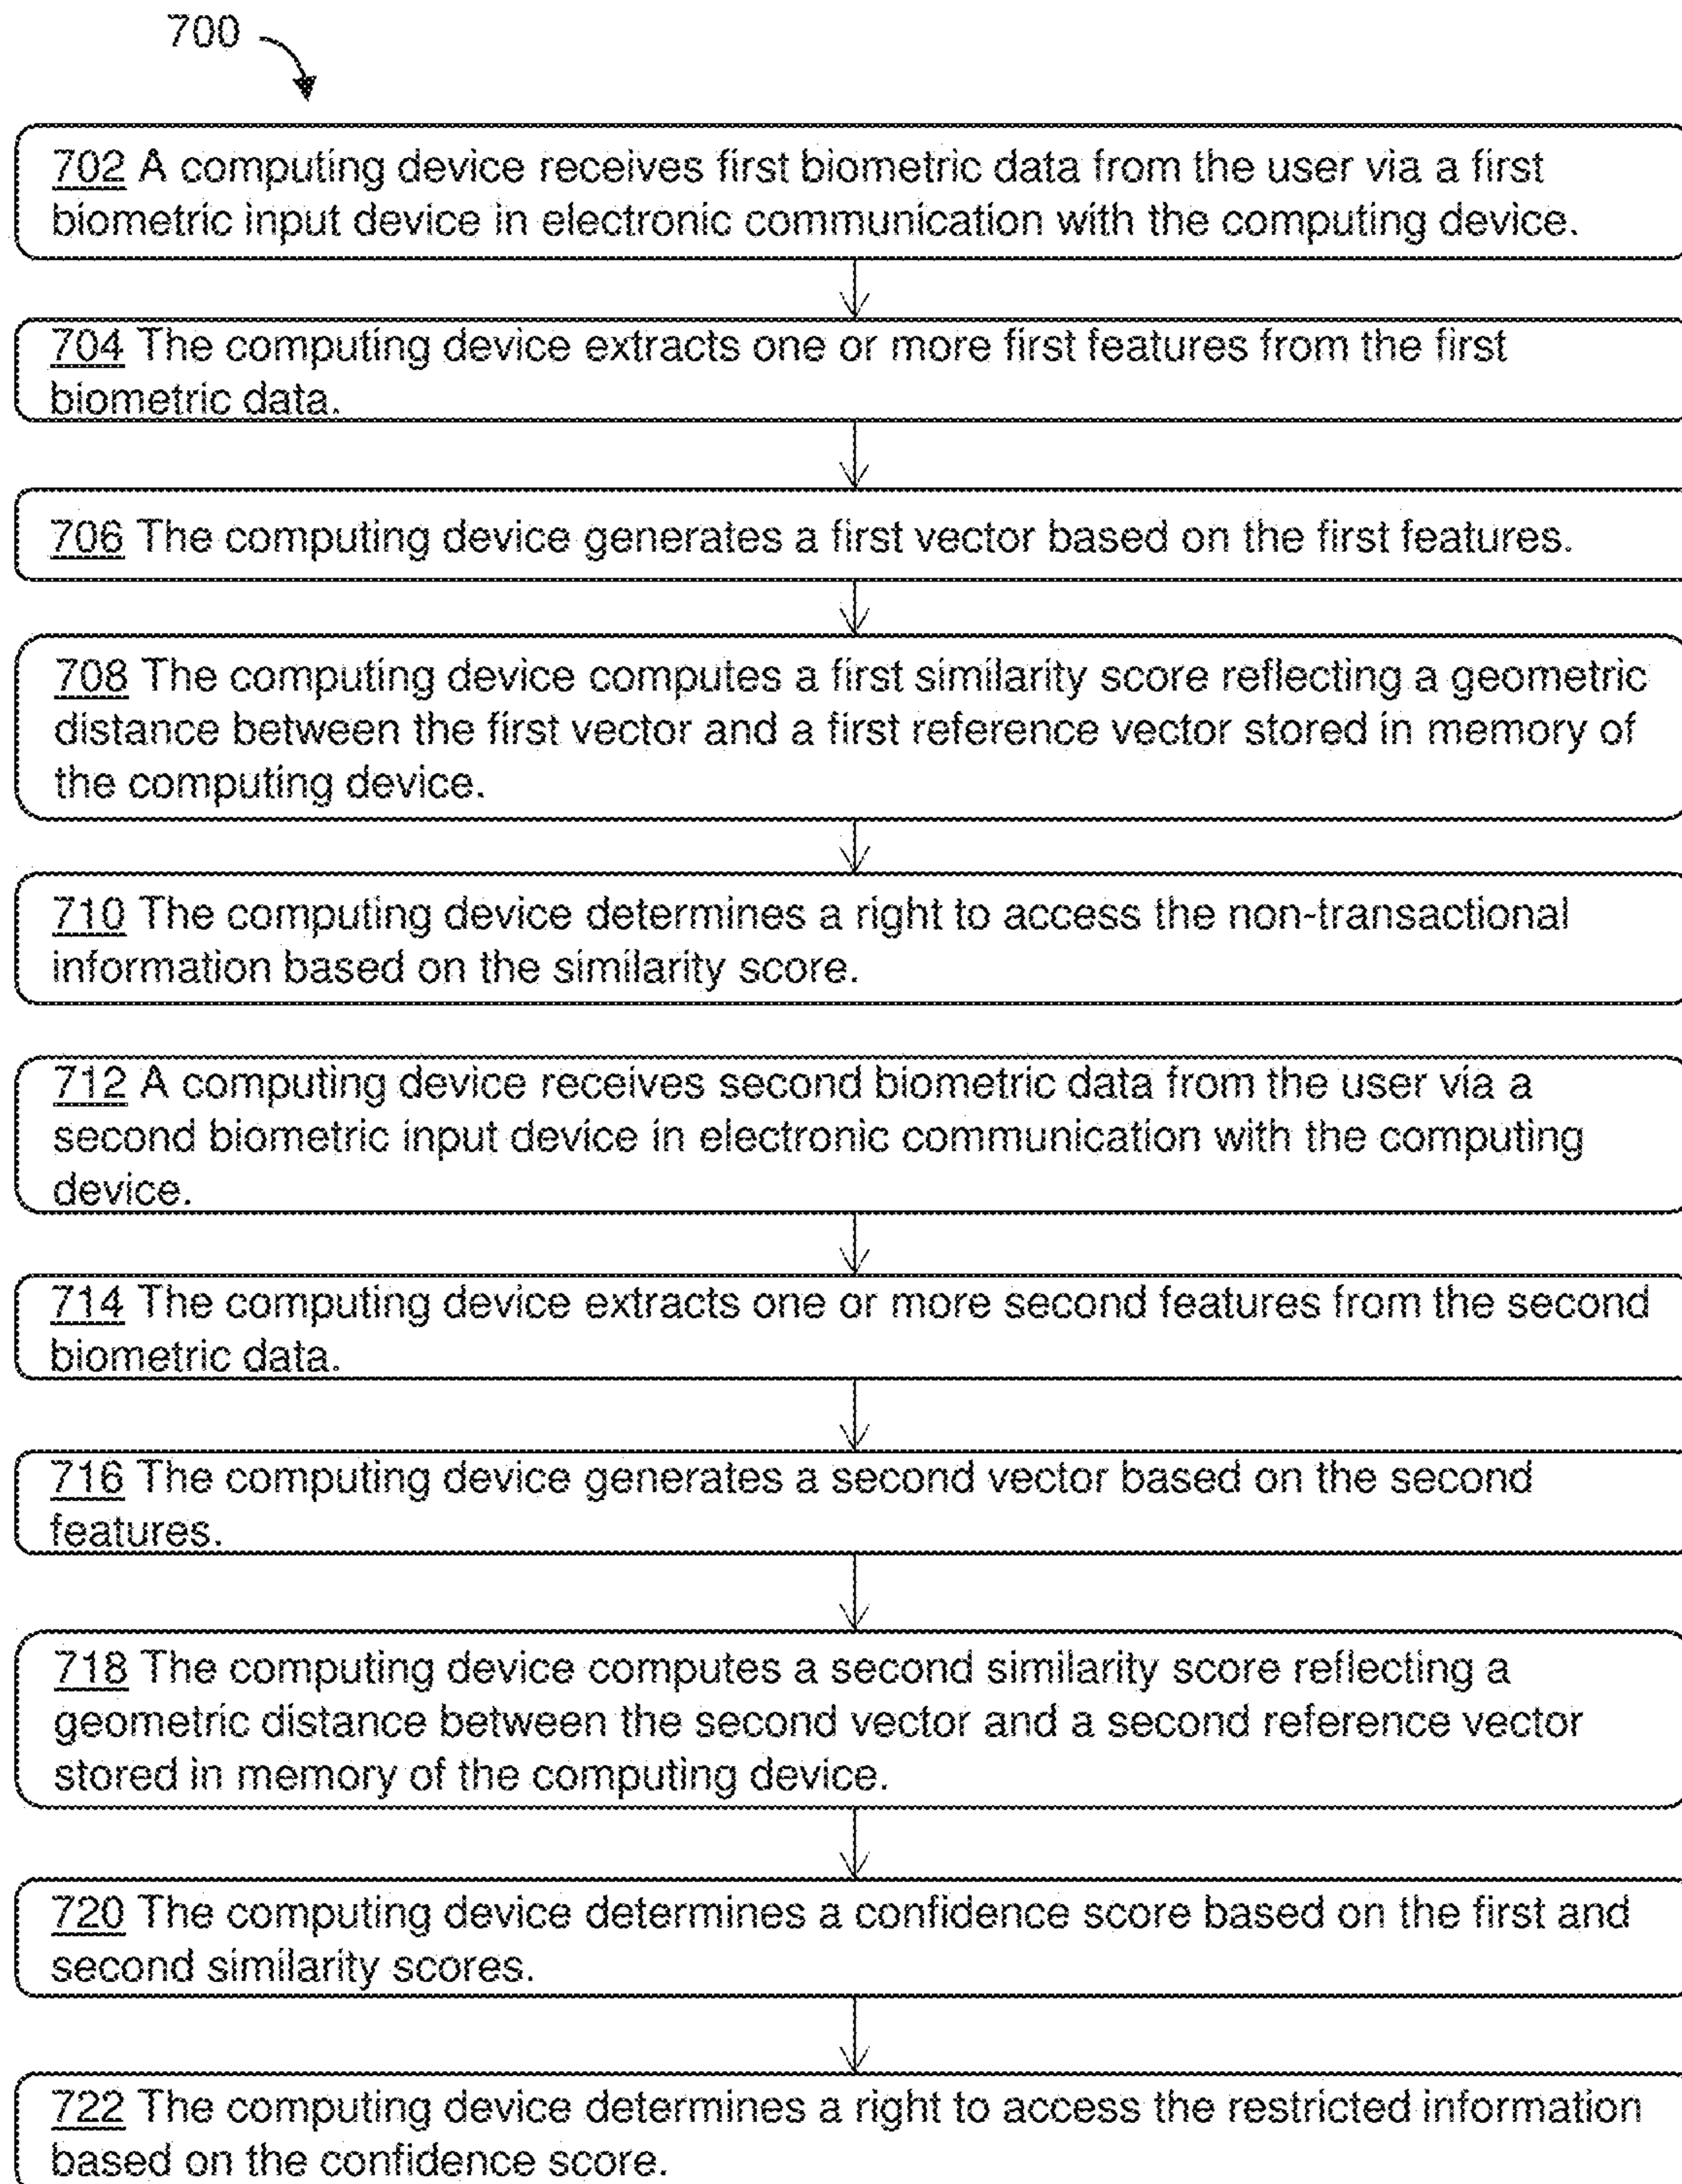 700
702 A computing device receives first biometric data from the user via a first
biometric input device in electronic communication with the computing device.
704 The computing device extracts one or more first features from the first
biometric data.
706 The computing device generates a first vector based on the first features.
708 The computing device computes a first similarity score reflecting a geometric
distance between the first vector and a first reference vector stored in memory of
the computing device.
710 The computing device determines a right to access the non-transactional
information based on the similarity score.
712 A computing device receives second biometric data from the user via a
second biometric input device in electronic communication with the computing
device.
714 The computing device extracts one or more second features from the second
biometric data.
716 The computing device generates a second vector based on the second
features.
718 The computing device computes a second similarity score reflecting a
geometric distance between the second vector and a second reference vector
stored in memory of the computing device.
720 The computing device determines a confidence score based on the first and
second similarity scores.
722 The computing device determines a right to access the restricted information
based on the confidence score.